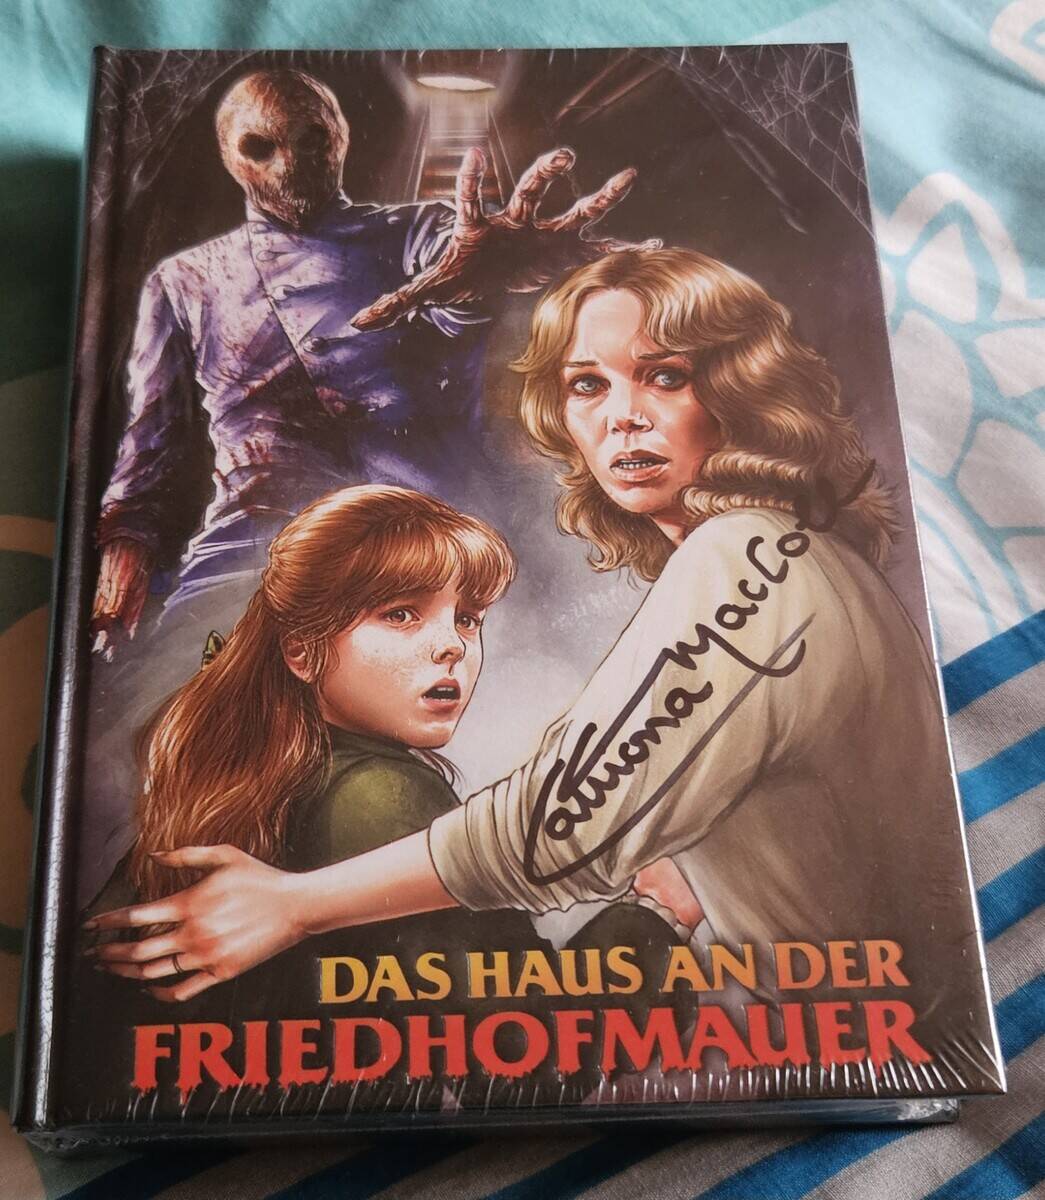 Catriona MacColl
DAS HAUS AN DER
FRIEDHOFMAUER